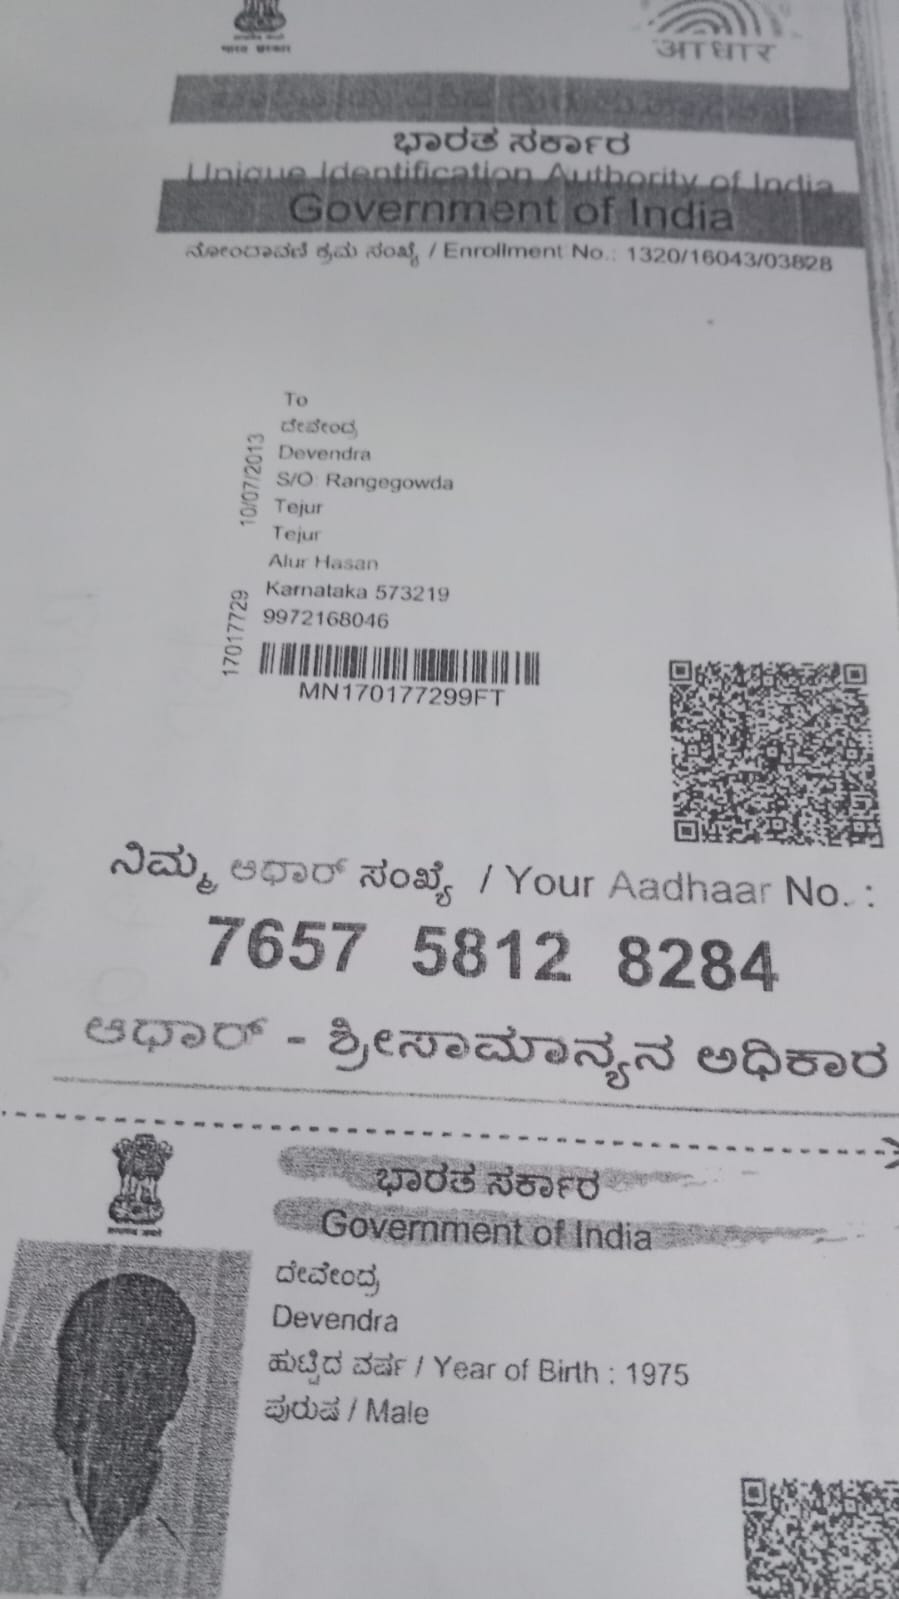 भारत सरकार
आधार
ಭಾರತ ಸರ್ಕಾರ
Unique Identification Authority of India
Government of India
ನೋಂದಾವಣೆ ಕ್ರಮ ಸಂಖ್ಯೆ / Enrollment No.: 1320/16043/03828
To
ದೇವೇಂದ್ರ
Devendra
S/O: Rangegowda
Tejur
Tejur
Alur Hasan
Karnataka 573219
9972168046
10/07/2013
17017729
MN170177299FT
ನಿಮ್ಮ ಆಧಾರ್ ಸಂಖ್ಯೆ / Your Aadhaar No. :
7657 5812 8284
ಆಧಾರ್ - ಶ್ರೀಸಾಮಾನ್ಯನ ಅಧಿಕಾರ
ಭಾರತ ಸರ್ಕಾರ
Government of India
ದೇವೇಂದ್ರ
Devendra
ಹುಟ್ಟಿದ ವರ್ಷ / Year of Birth : 1975
ಪುರುಷ / Male